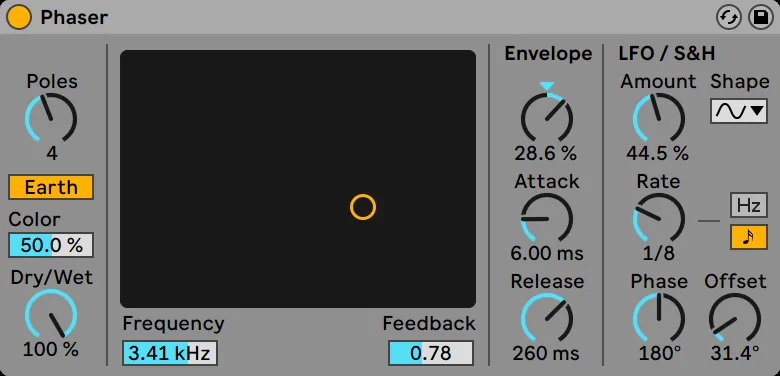 Phaser
Poles
4
Earth
Color
50.0 %
Dry/Wet
100 %
Frequency
3.41 kHz
Feedback
0.78
Envelope
28.6 %
Attack
6.00 ms
Release
260 ms
LFO / S&H
Amount
44.5 %
Shape
Rate
1/8
Hz
Phase
180°
Offset
31.4°